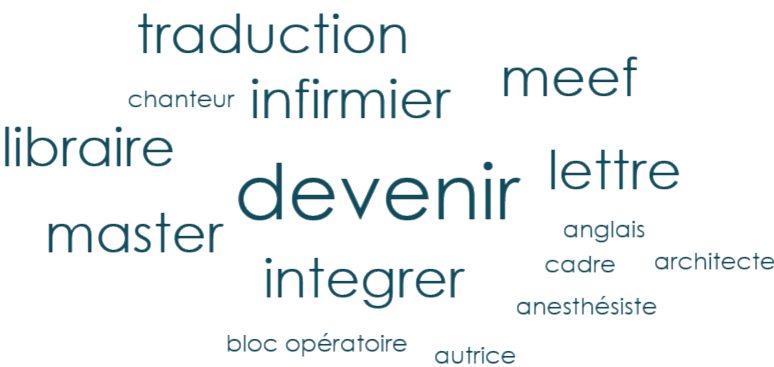 traduction
meef
chanteur infirmier
libraire
devenir
lettre
master
anglais
integrer
cadre
architecte
anesthésiste
bloc opératoire
autrice